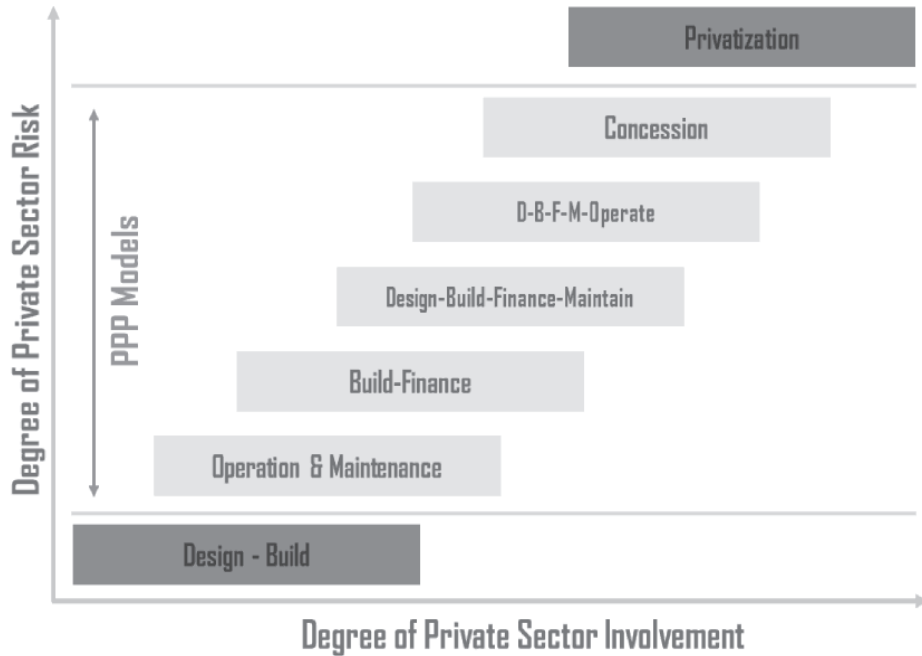 Privatization
Concession
D-B-F-M-Operate
Design-Build-Finance-Maintain
Build-Finance
Operation & Maintenance
Design - Build
PPP Models
Degree of Private Sector Risk
Degree of Private Sector Involvement